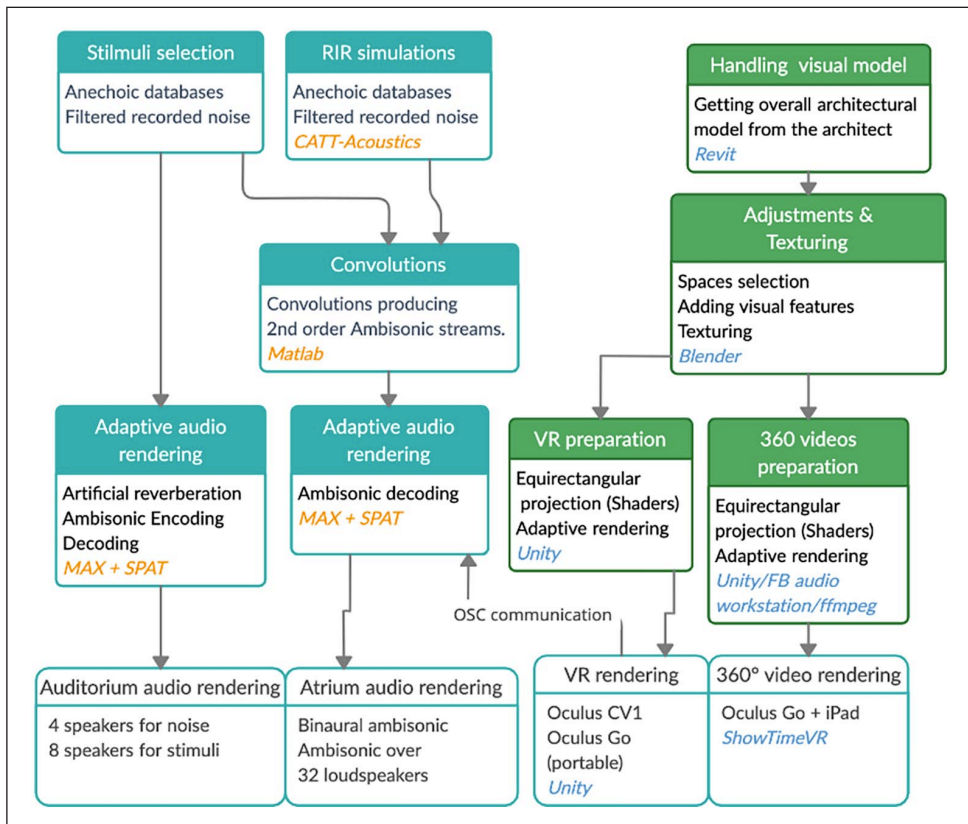 Stilmuli selection
Anechoic databases
Filtered recorded noise
RIR simulations
Anechoic databases
Filtered recorded noise
CATT-Acoustics
Handling visual model
Getting overall architectural
model from the architect
Revit
Adjustments &
Texturing
Spaces selection
Adding visual features
Texturing
Blender
Convolutions
Convolutions producing
2nd order Ambisonic streams.
Matlab
Adaptive audio
rendering
Artificial reverberation
Ambisonic Encoding
Decoding
MAX + SPAT
Adaptive audio
rendering
Ambisonic decoding
MAX + SPAT
VR preparation
Equirectangular
projection (Shaders)
Adaptive rendering
Unity
360 videos
preparation
Equirectangular
projection (Shaders)
Adaptive rendering
Unity/FB audio
workstation/ffmpeg
OSC communication
Auditorium audio rendering
4 speakers for noise
8 speakers for stimuli
Atrium audio rendering
Binaural ambisonic
Ambisonic over
32 loudspeakers
VR rendering
Oculus CV1
Oculus Go
(portable)
Unity
360° video rendering
Oculus Go + iPad
ShowTimeVR